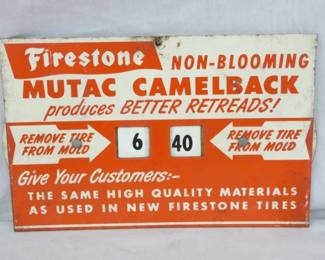 Firestone
NON-BLOOMING
MUTAC CAMELBACK
produces BETTER RETREADS!
REMOVE TIRE FROM MOLD
6 40
REMOVE TIRE FROM MOLD
Give Your Customers:-
THE SAME HIGH QUALITY MATERIALS
AS USED IN NEW FIRESTONE TIRES